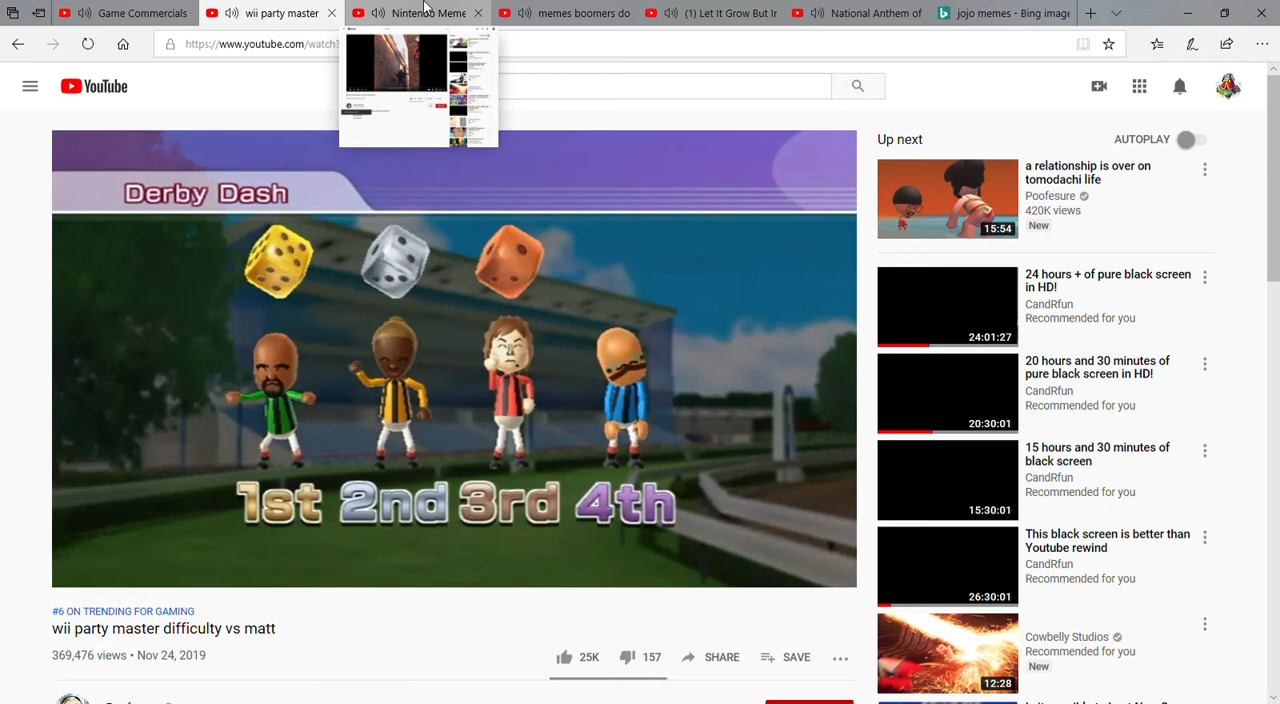 Game Commercials
wii party master
Nintendo Meme
memes boomers do
National Anthem of
jojo memes - Bing
https://www.youtube.com/watch?
YouTube
Derby Dash
1st 2nd 3rd 4th
#6 ON TRENDING FOR GAMING
wii party master difficulty vs matt
369,476 views • Nov 24, 2019
25K
157
SHARE
SAVE
Up next
AUTOPLAY
a relationship is over on
tomodachi life
Poofesure
420K views
New
15:54
24 hours + of pure black screen
in HD!
CandRfun
Recommended for you
24:01:27
20 hours and 30 minutes of
pure black screen in HD!
CandRfun
Recommended for you
20:30:01
15 hours and 30 minutes of
black screen
CandRfun
Recommended for you
15:30:01
This black screen is better than
Youtube rewind
CandRfun
Recommended for you
26:30:01
Cowbelly Studios
Recommended for you
New
12:28